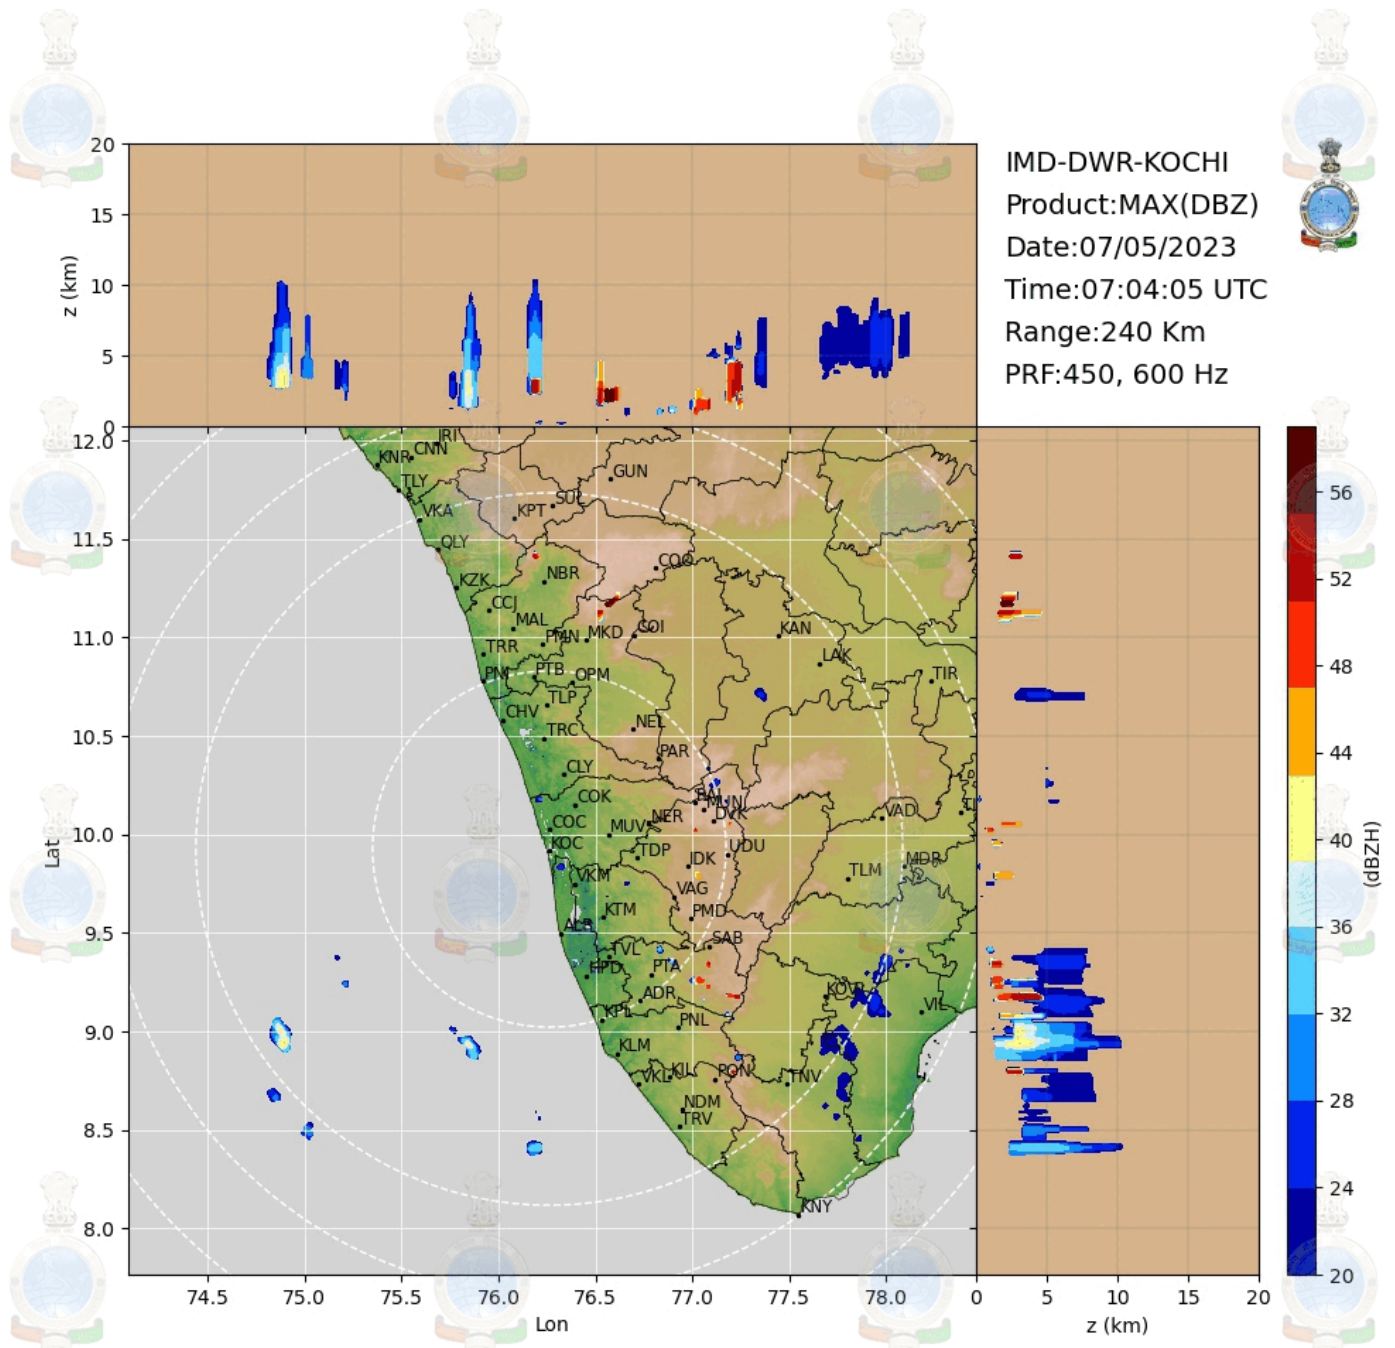 IMD-DWR-KOCHI
Product:MAX(DBZ)
Date:07/05/2023
Time:07:04:05 UTC
Range:240 Km
PRF:450, 600 Hz
20
15
10
5
0
z (km)
12.0
11.5
11.0
10.5
10.0
9.5
9.0
8.5
8.0
Lat
IRI
CNN
KNR
TLY
VKA
QLY
KZK
CCJ
MAL
TRR
GUN
SUL
KPT
COO
NBR
PMN
MKD
COI
KAN
LAK
TIR
PNI
PTB
OPM
TLP
CHV
TRC
NEL
PAR
CLY
COK
MUN
DVK
NER
COC
MUV
KOC
TDP
IDK
UDU
VAD
TLM
MDR
VKM
VAG
KTM
PMD
ALP
SAB
TVL
HPD
PTA
ADR
KPL
PNL
VIL
KLM
VKL
KIL
PON
TNV
NDM
TRV
KNY
74.5
75.0
75.5
76.0
76.5
77.0
77.5
78.0
Lon
0
5
10
15
20
z (km)
56
52
48
44
40
36
32
28
24
20
(dBZH)